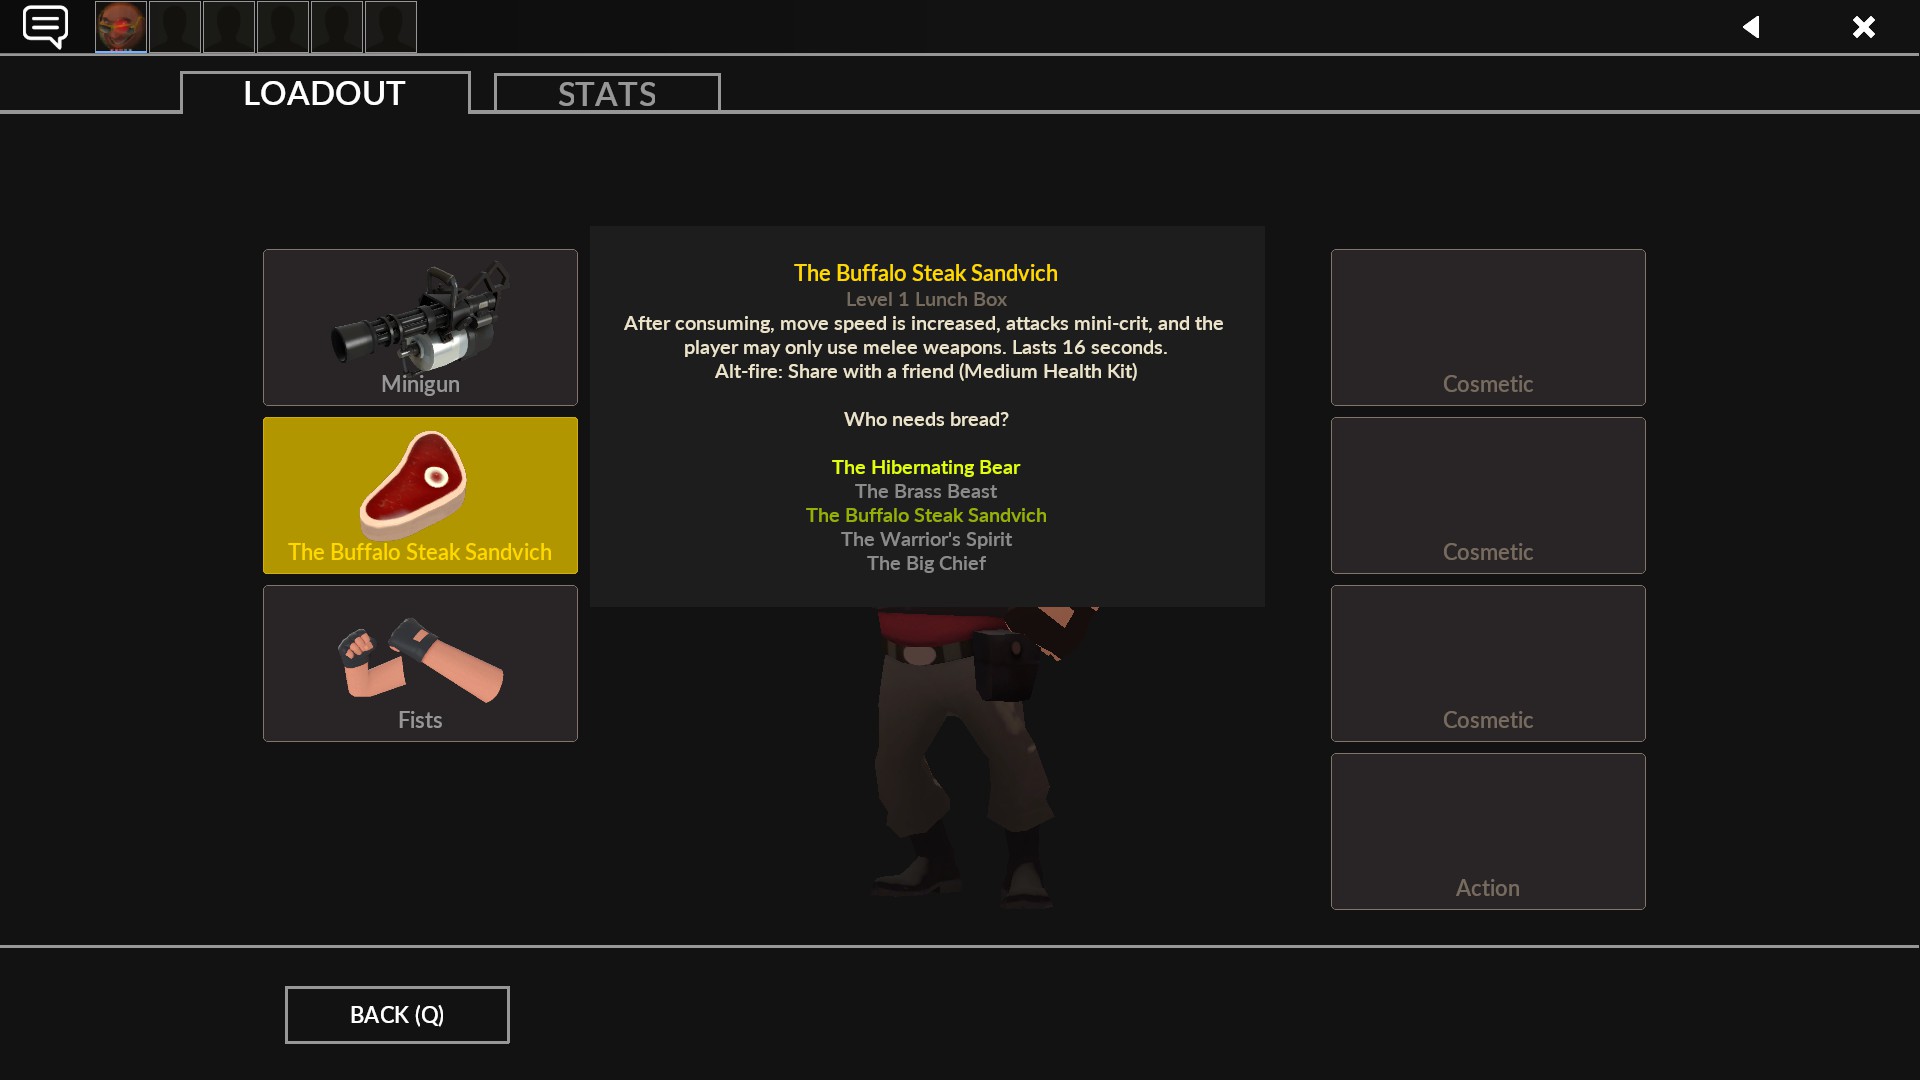 LOADOUT
STATS
Minigun
The Buffalo Steak Sandvich
Fists
The Buffalo Steak Sandvich
Level 1 Lunch Box
After consuming, move speed is increased, attacks mini-crit, and the
player may only use melee weapons. Lasts 16 seconds.
Alt-fire: Share with a friend (Medium Health Kit)
Who needs bread?
The Hibernating Bear
The Brass Beast
The Buffalo Steak Sandvich
The Warrior's Spirit
The Big Chief
Cosmetic
Cosmetic
Cosmetic
Action
BACK (Q)